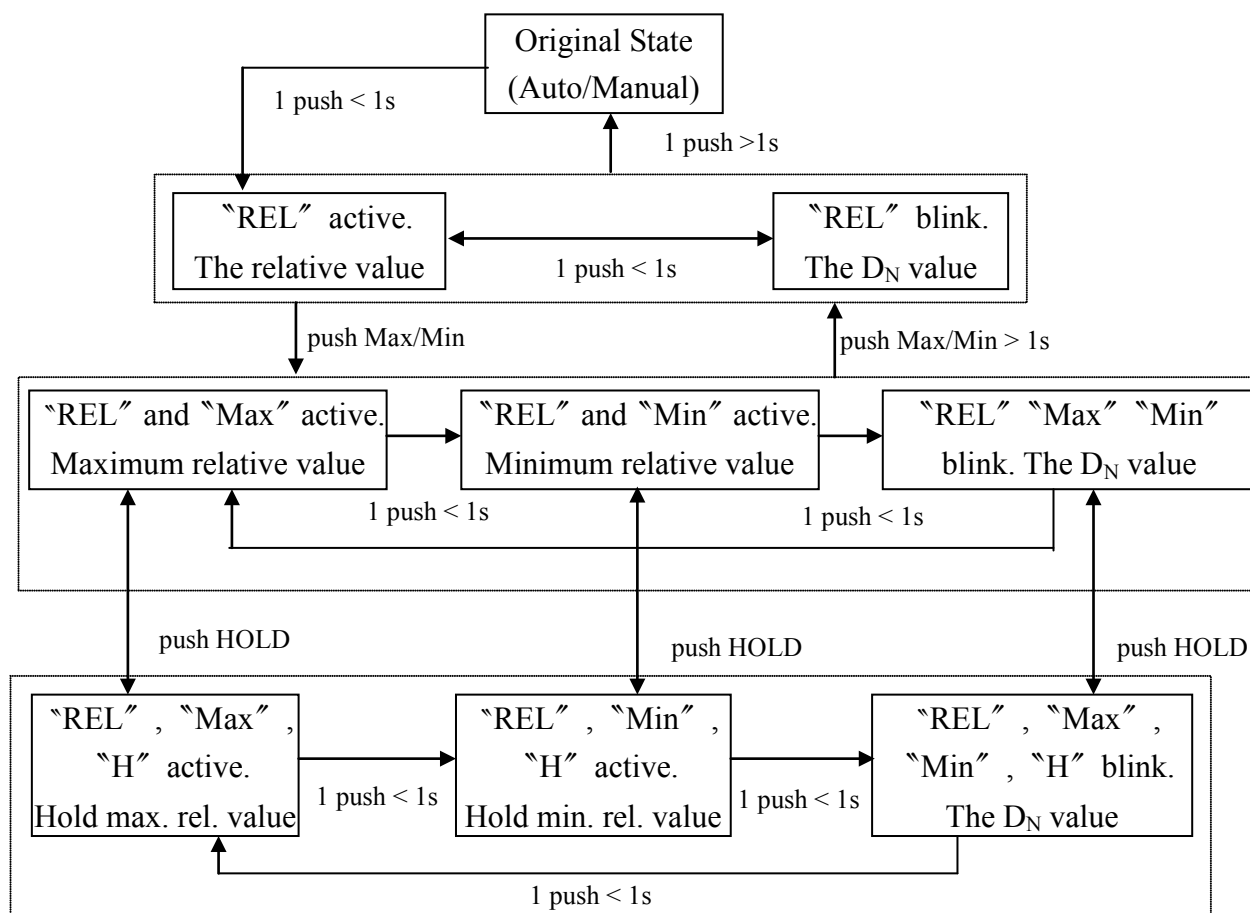 Original State
(Auto/Manual)
1 push < 1s
1 push >1s
〝REL〞 active.
The relative value
1 push < 1s
〝REL〞 blink.
The DN value
push Max/Min
push Max/Min > 1s
〝REL〞 and 〝Max〞 active.
Maximum relative value
〝REL〞 and 〝Min〞 active.
Minimum relative value
〝REL〞 〝Max〞 〝Min〞
blink. The DN value
1 push < 1s
1 push < 1s
push HOLD
push HOLD
push HOLD
〝REL〞 , 〝Max〞 ,
〝H〞 active.
Hold max. rel. value
1 push < 1s
〝REL〞 , 〝Min〞 ,
〝H〞 active.
Hold min. rel. value
1 push < 1s
〝REL〞 , 〝Max〞 ,
〝Min〞 , 〝H〞 blink.
The DN value
1 push < 1s